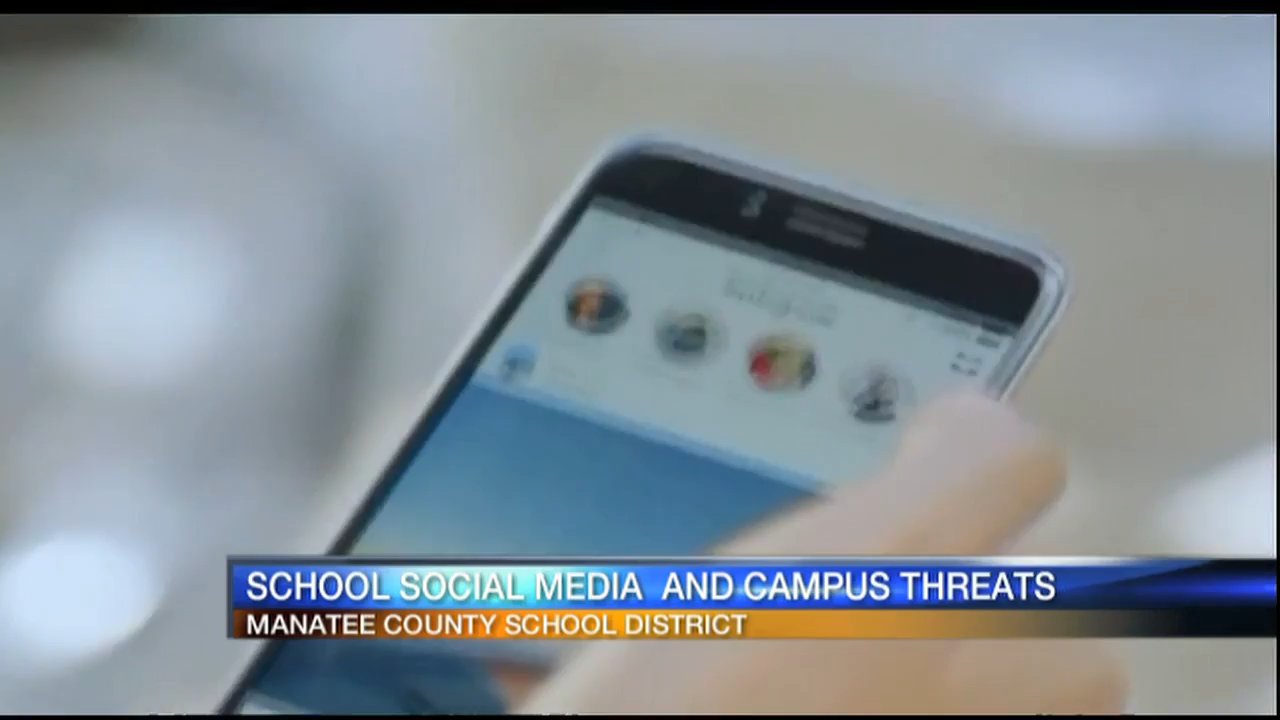 SCHOOL SOCIAL MEDIA AND CAMPUS THREATS
MANATEE COUNTY SCHOOL DISTRICT